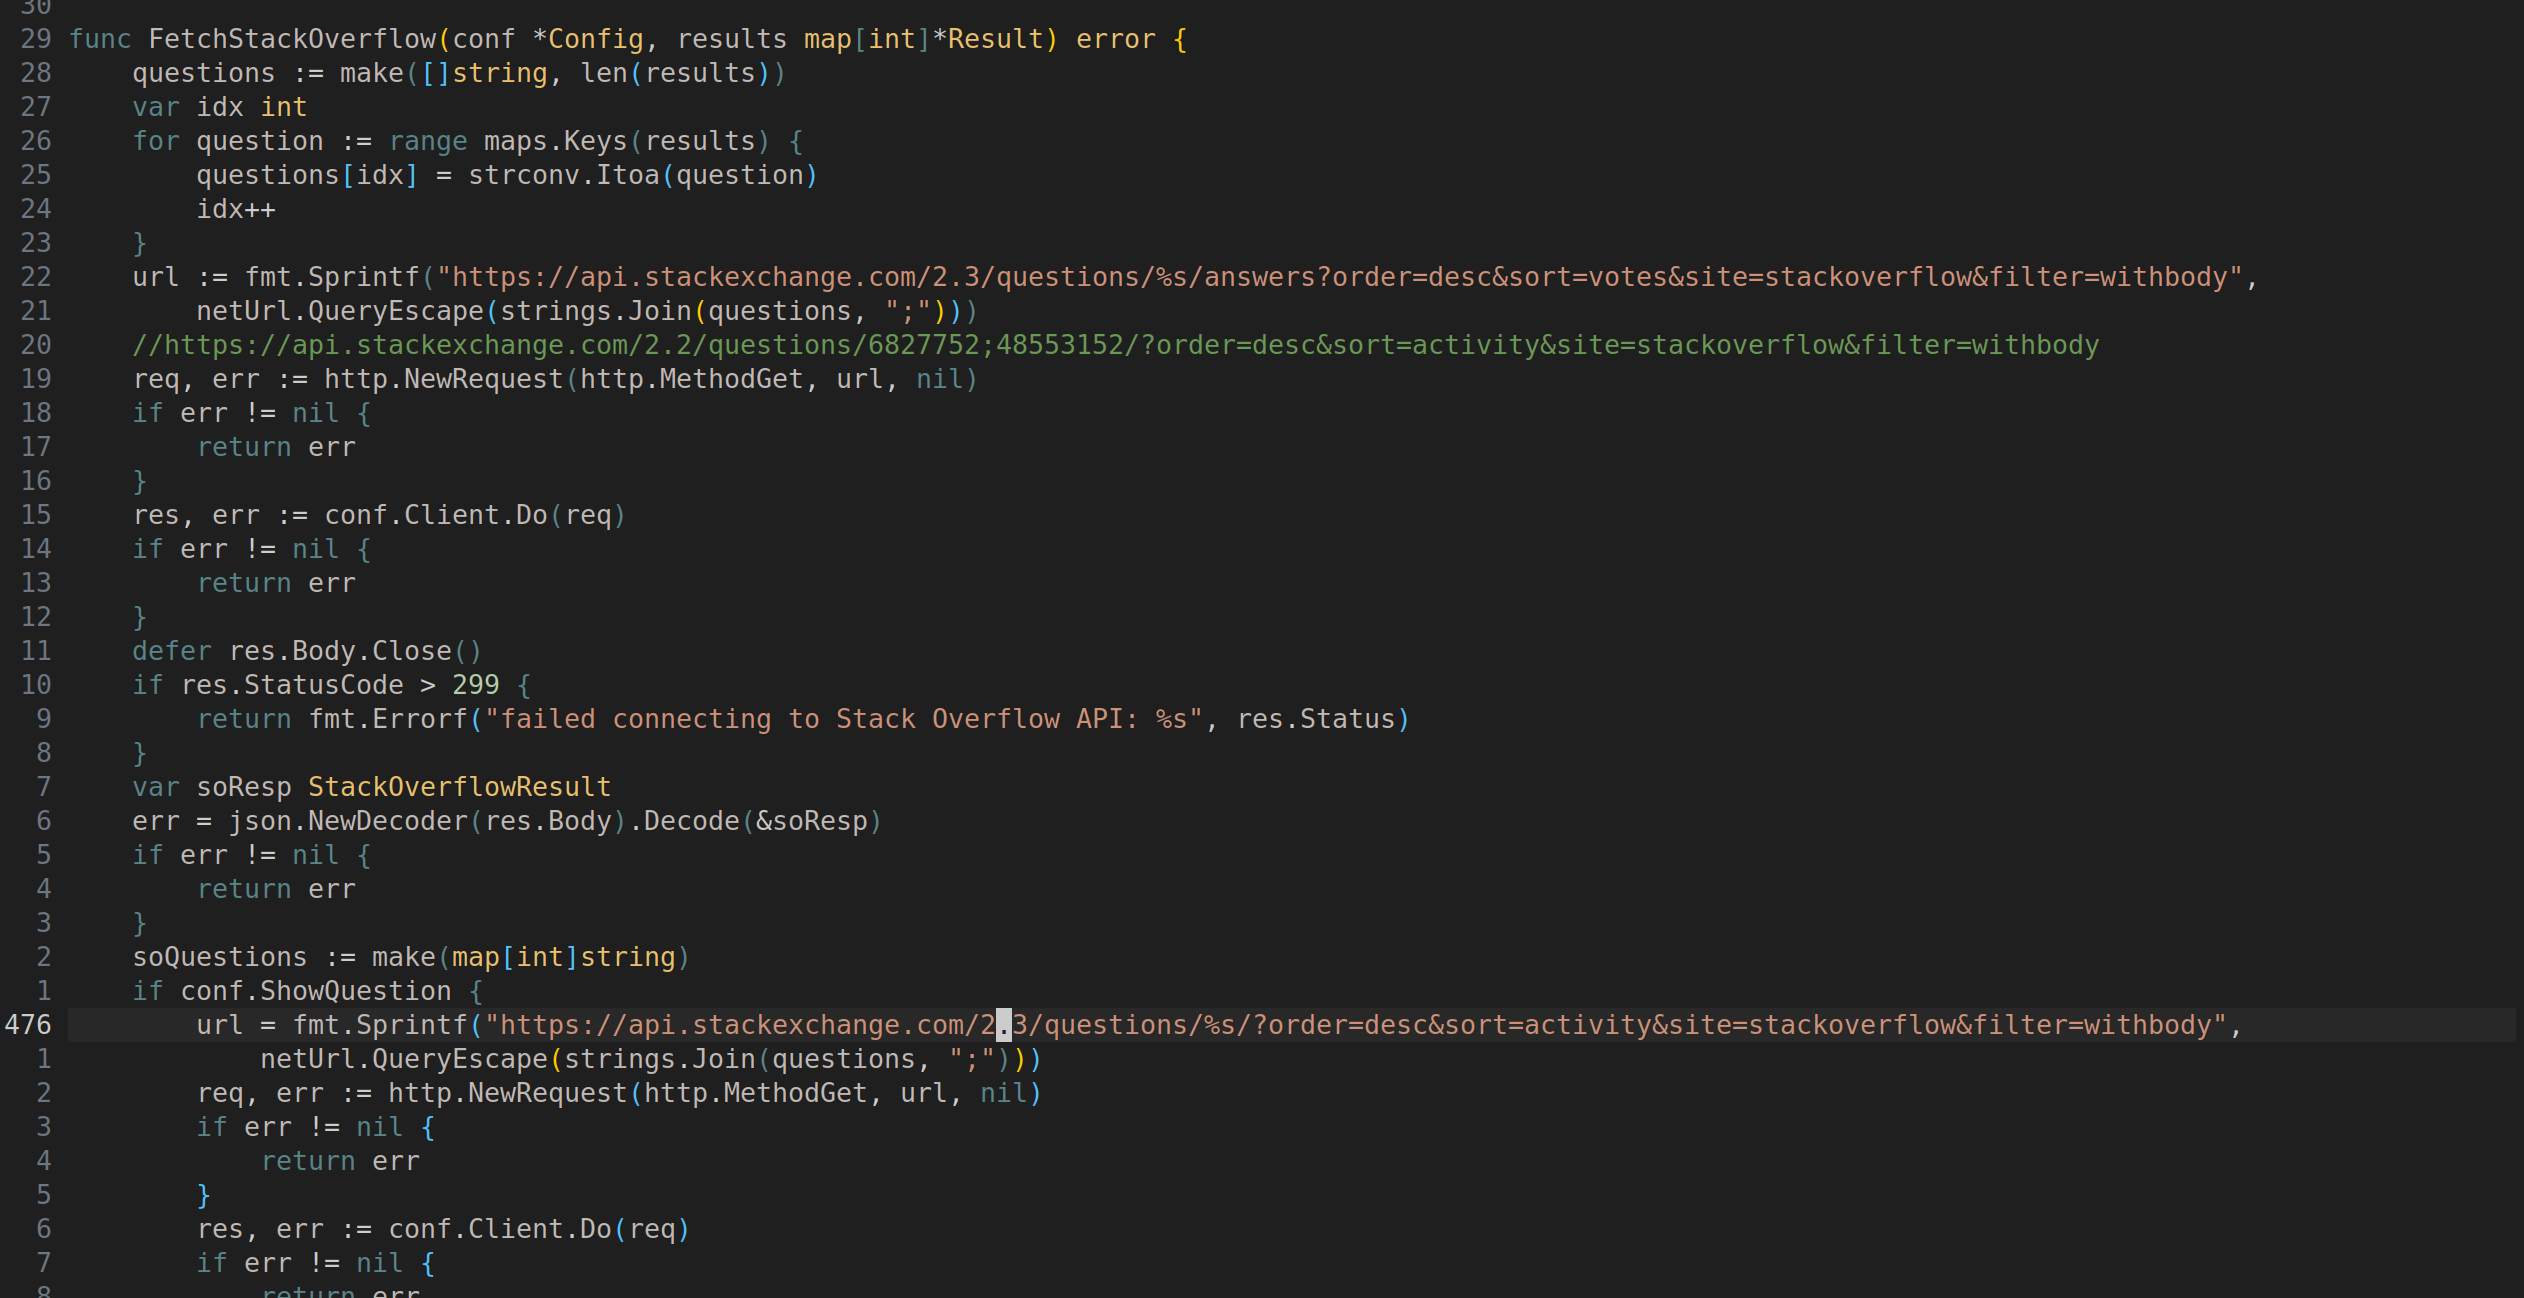 30
29 func FetchStackOverflow(conf *Config, results map[int]*Result) error {
28     questions := make([]string, len(results))
27     var idx int
26     for question := range maps.Keys(results) {
25         questions[idx] = strconv.Itoa(question)
24         idx++
23     }
22     url := fmt.Sprintf("https://api.stackexchange.com/2.3/questions/%s/answers?order=desc&sort=votes&site=stackoverflow&filter=withbody",
21         netUrl.QueryEscape(strings.Join(questions, ";")))
20     //https://api.stackexchange.com/2.2/questions/6827752;48553152/?order=desc&sort=activity&site=stackoverflow&filter=withbody
19     req, err := http.NewRequest(http.MethodGet, url, nil)
18     if err != nil {
17         return err
16     }
15     res, err := conf.Client.Do(req)
14     if err != nil {
13         return err
12     }
11     defer res.Body.Close()
10     if res.StatusCode > 299 {
9         return fmt.Errorf("failed connecting to Stack Overflow API: %s", res.Status)
8     }
7     var soResp StackOverflowResult
6     err = json.NewDecoder(res.Body).Decode(&soResp)
5     if err != nil {
4         return err
3     }
2     soQuestions := make(map[int]string)
1     if conf.ShowQuestion {
476         url = fmt.Sprintf("https://api.stackexchange.com/2.3/questions/%s/?order=desc&sort=activity&site=stackoverflow&filter=withbody",
1             netUrl.QueryEscape(strings.Join(questions, ";")))
2         req, err := http.NewRequest(http.MethodGet, url, nil)
3         if err != nil {
4             return err
5         }
6         res, err := conf.Client.Do(req)
7         if err != nil {
8             return err